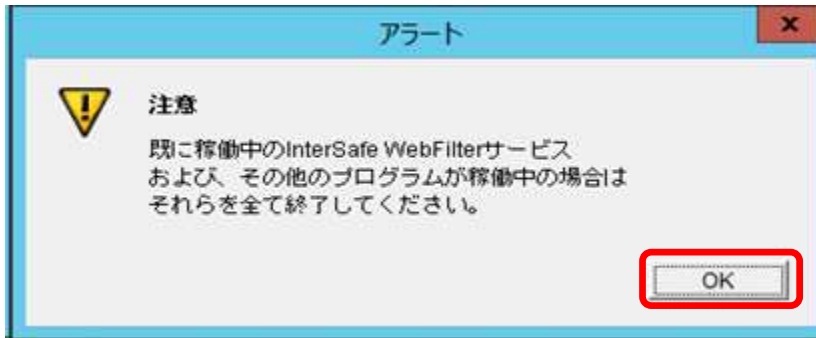 アラート
注意
既に稼働中のInterSafe WebFilterサービス
および、その他のプログラムが稼働中の場合は
それらを全て終了してください。
OK